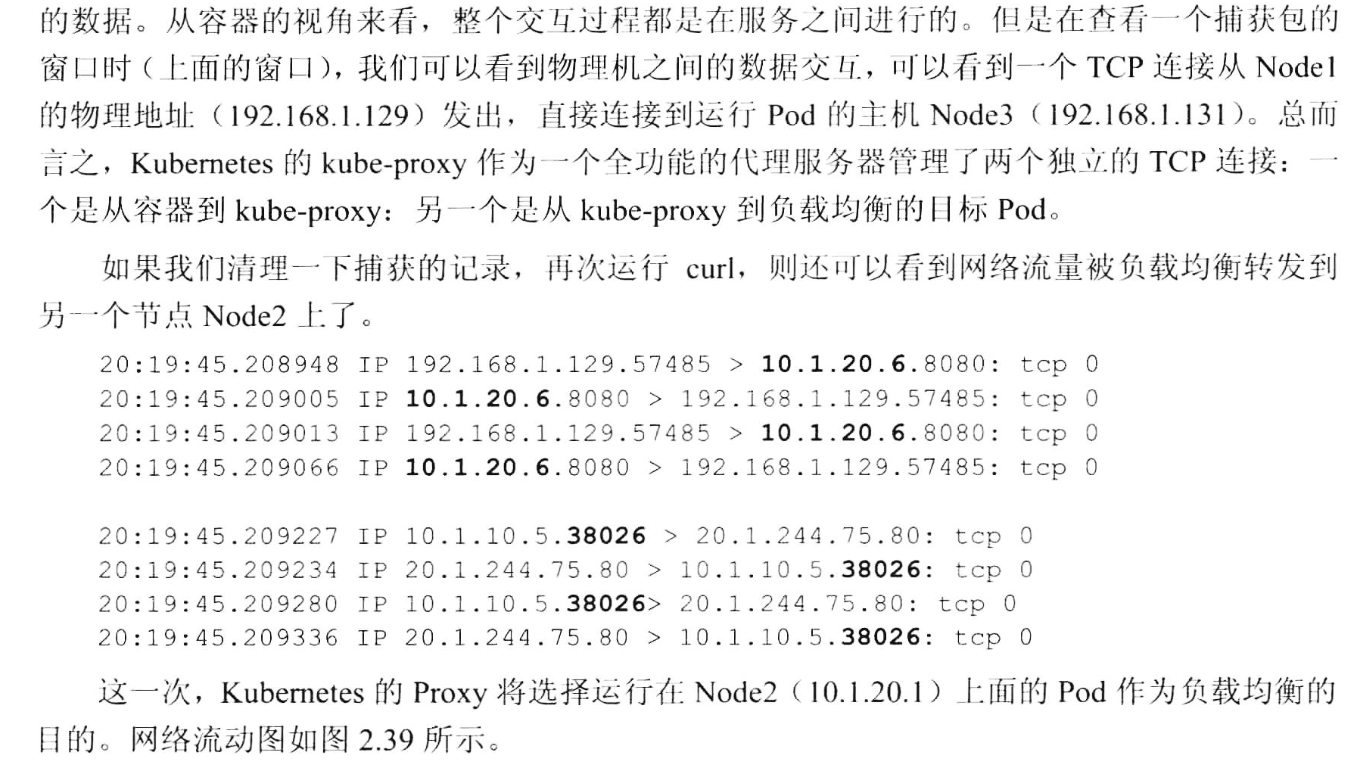 的数据。从容器的视角来看，整个交互过程都是在服务之间进行的。但是在查看一个捕获包的
窗口时（上面的窗口），我们可以看到物理机之间的数据交互，可以看到一个 TCP 连接从 Node1
的物理地址（192.168.1.129）发出，直接连接到运行 Pod 的主机 Node3（192.168.1.131）。总而
言之，Kubernetes 的 kube-proxy 作为一个全功能的代理服务器管理了两个独立的 TCP 连接：一
个是从容器到 kube-proxy：另一个是从 kube-proxy 到负载均衡的目标 Pod。
如果我们清理一下捕获的记录，再次运行 curl，则还可以看到网络流量被负载均衡转发到
另一个节点 Node2 上了。
20:19:45.208948 IP 192.168.1.129.57485 > 10.1.20.6.8080: tcp 0
20:19:45.209005 IP 10.1.20.6.8080 > 192.168.1.129.57485: tcp 0
20:19:45.209013 IP 192.168.1.129.57485 > 10.1.20.6.8080: tcp 0
20:19:45.209066 IP 10.1.20.6.8080 > 192.168.1.129.57485: tcp 0
20:19:45.209227 IP 10.1.10.5.38026 > 20.1.244.75.80: tcp 0
20:19:45.209234 IP 20.1.244.75.80 > 10.1.10.5.38026: tcp 0
20:19:45.209280 IP 10.1.10.5.38026> 20.1.244.75.80: tcp 0
20:19:45.209336 IP 20.1.244.75.80 > 10.1.10.5.38026: tcp 0
这一次，Kubernetes 的 Proxy 将选择运行在 Node2（10.1.20.1）上面的 Pod 作为负载均衡的
目的。网络流动图如图 2.39 所示。